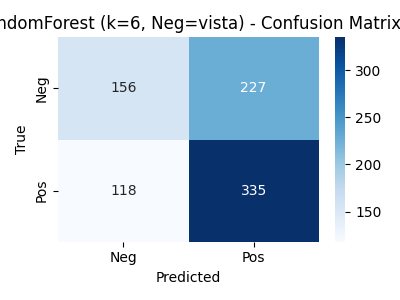 ndomForest (k=6, Neg=vista) - Confusion Matrix
Neg 156 227
Pos 118 335
Neg Pos
Predicted
True
300
250
200
150